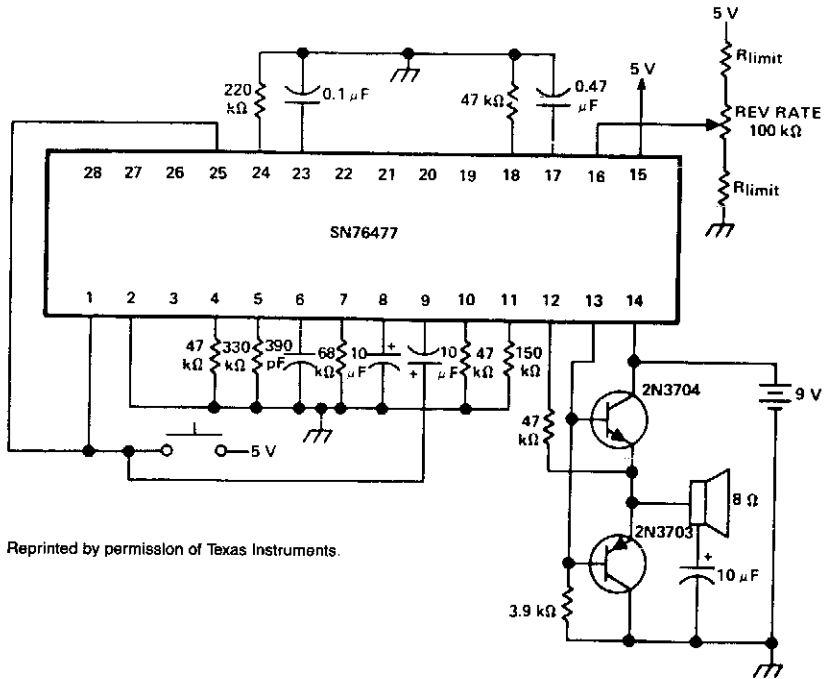 5 V
Rlimit
220
kΩ
0.1 μF
47 kΩ
0.47
μF
5 V
REV RATE
100 kΩ
Rlimit
28 27 26 25 24 23 22 21 20 19 18 17 16 15
SN76477
1 2 3 4 5 6 7 8 9 10 11 12 13 14
47
kΩ
330
kΩ
390
pF
68
kΩ
+
10
μF
+
10
μF
47
kΩ
150
kΩ
5 V
47
kΩ
2N3704
9 V
8 Ω
2N3703
+
10 μF
3.9 kΩ
Reprinted by permission of Texas Instruments.